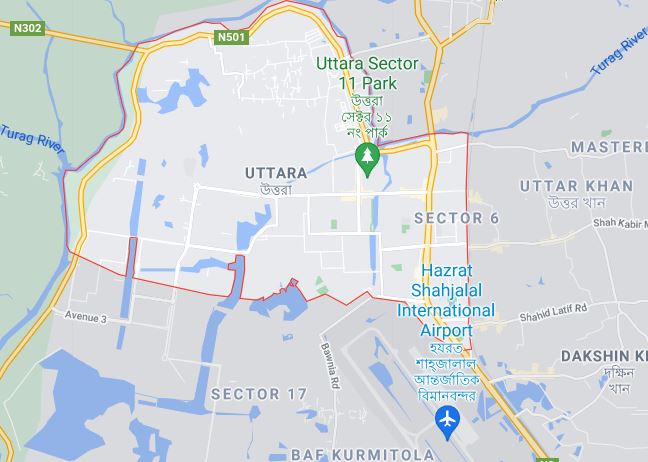 N302
N501
Turag River
Uttara Sector
11 Park
উত্তরা
সেক্টর ১১
নং পার্ক
Turag River
UTTARA
উত্তরা
UTTAR KHAN
উত্তর খান
SECTOR 6
Shah Kabir
Hazrat
Shahjalal
International
Airport
হযরত
শাহ্জালাল
আন্তর্জাতিক
বিমানবন্দর
Avenue 3
Shahid Latif Rd
Bawnia Rd
DAKSHIN
দক্ষিন
খান
SECTOR 17
BAF KURMITOLA